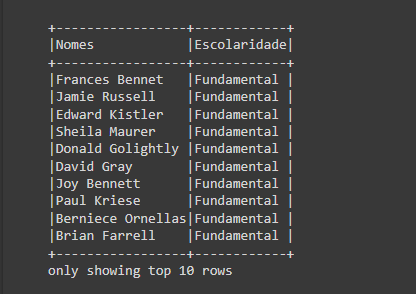 +-----------------+------------+
|Nomes            |Escolaridade|
+-----------------+------------+
|Frances Bennet   |Fundamental |
|Jamie Russell    |Fundamental |
|Edward Kistler   |Fundamental |
|Sheila Maurer    |Fundamental |
|Donald Golightly |Fundamental |
|David Gray       |Fundamental |
|Joy Bennett      |Fundamental |
|Paul Kriese      |Fundamental |
|Berniece Ornellas|Fundamental |
|Brian Farrell    |Fundamental |
+-----------------+------------+
only showing top 10 rows